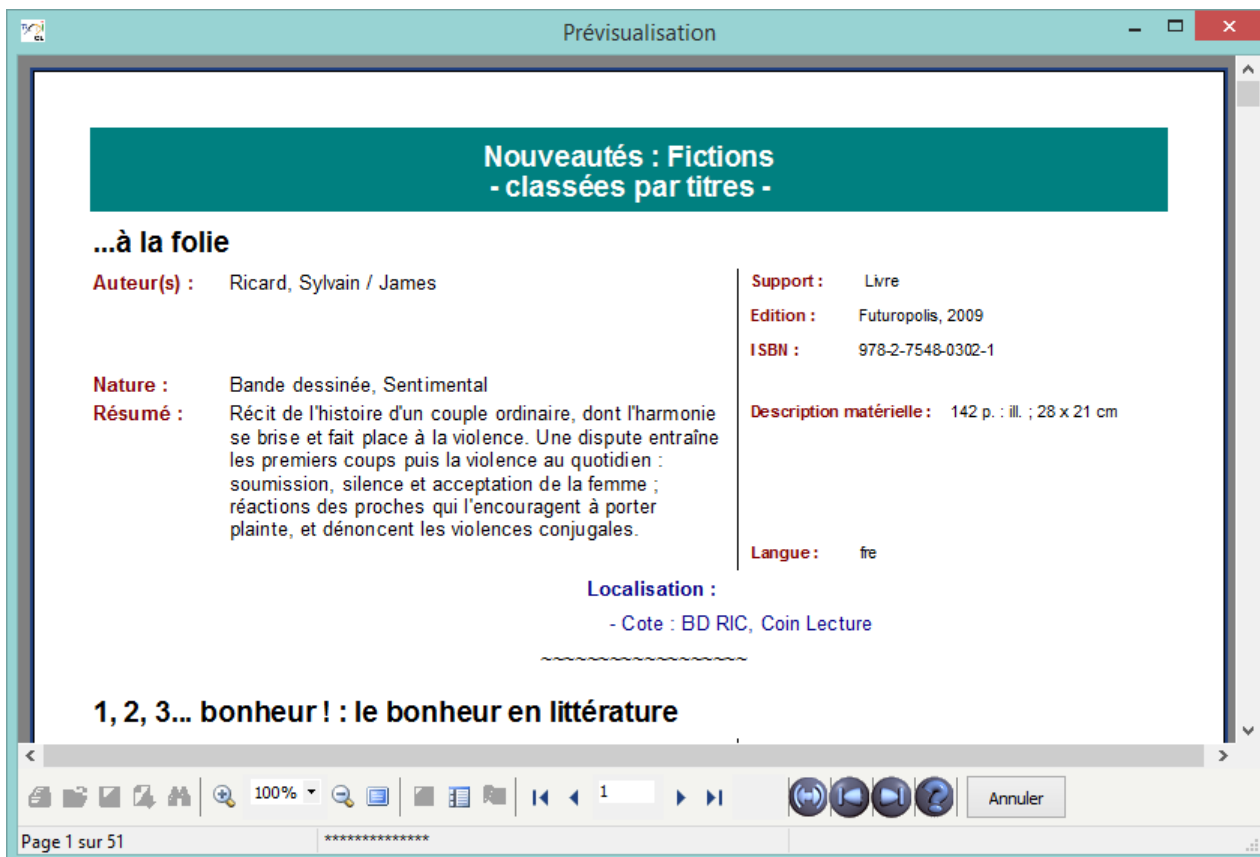 Prévisualisation
Nouveautés : Fictions
- classées par titres -
...à la folie
Auteur(s) : Ricard, Sylvain / James
Support : Livre
Edition : Futuropolis, 2009
ISBN : 978-2-7548-0302-1
Nature : Bande dessinée, Sentimental
Résumé : Récit de l'histoire d'un couple ordinaire, dont l'harmonie
se brise et fait place à la violence. Une dispute entraîne
les premiers coups puis la violence au quotidien :
soumission, silence et acceptation de la femme ;
réactions des proches qui l'encouragent à porter
plainte, et dénoncent les violences conjugales.
Description matérielle : 142 p. : ill. ; 28 x 21 cm
Langue : fre
Localisation :
- Cote : BD RIC, Coin Lecture
~~~~~~~~~~~~~~~~~~
1, 2, 3... bonheur ! : le bonheur en littérature
100%
1
Annuler
Page 1 sur 51
**************